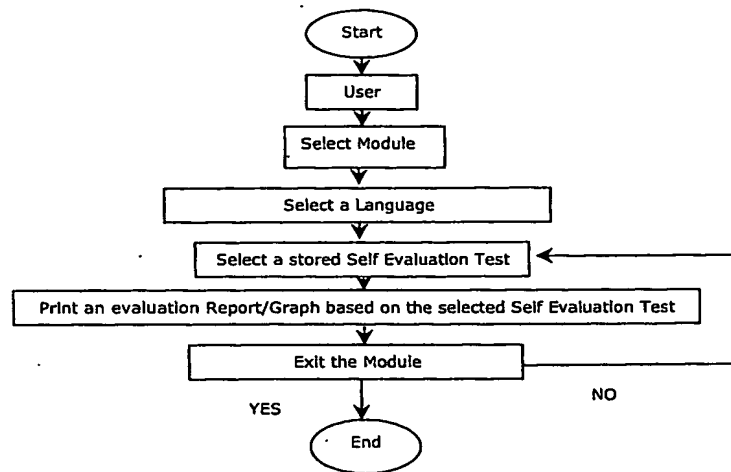 Start
User
Select Module
Select a Language
Select a stored Self Evaluation Test
Print an evaluation Report/Graph based on the selected Self Evaluation Test
Exit the Module
YES
NO
End